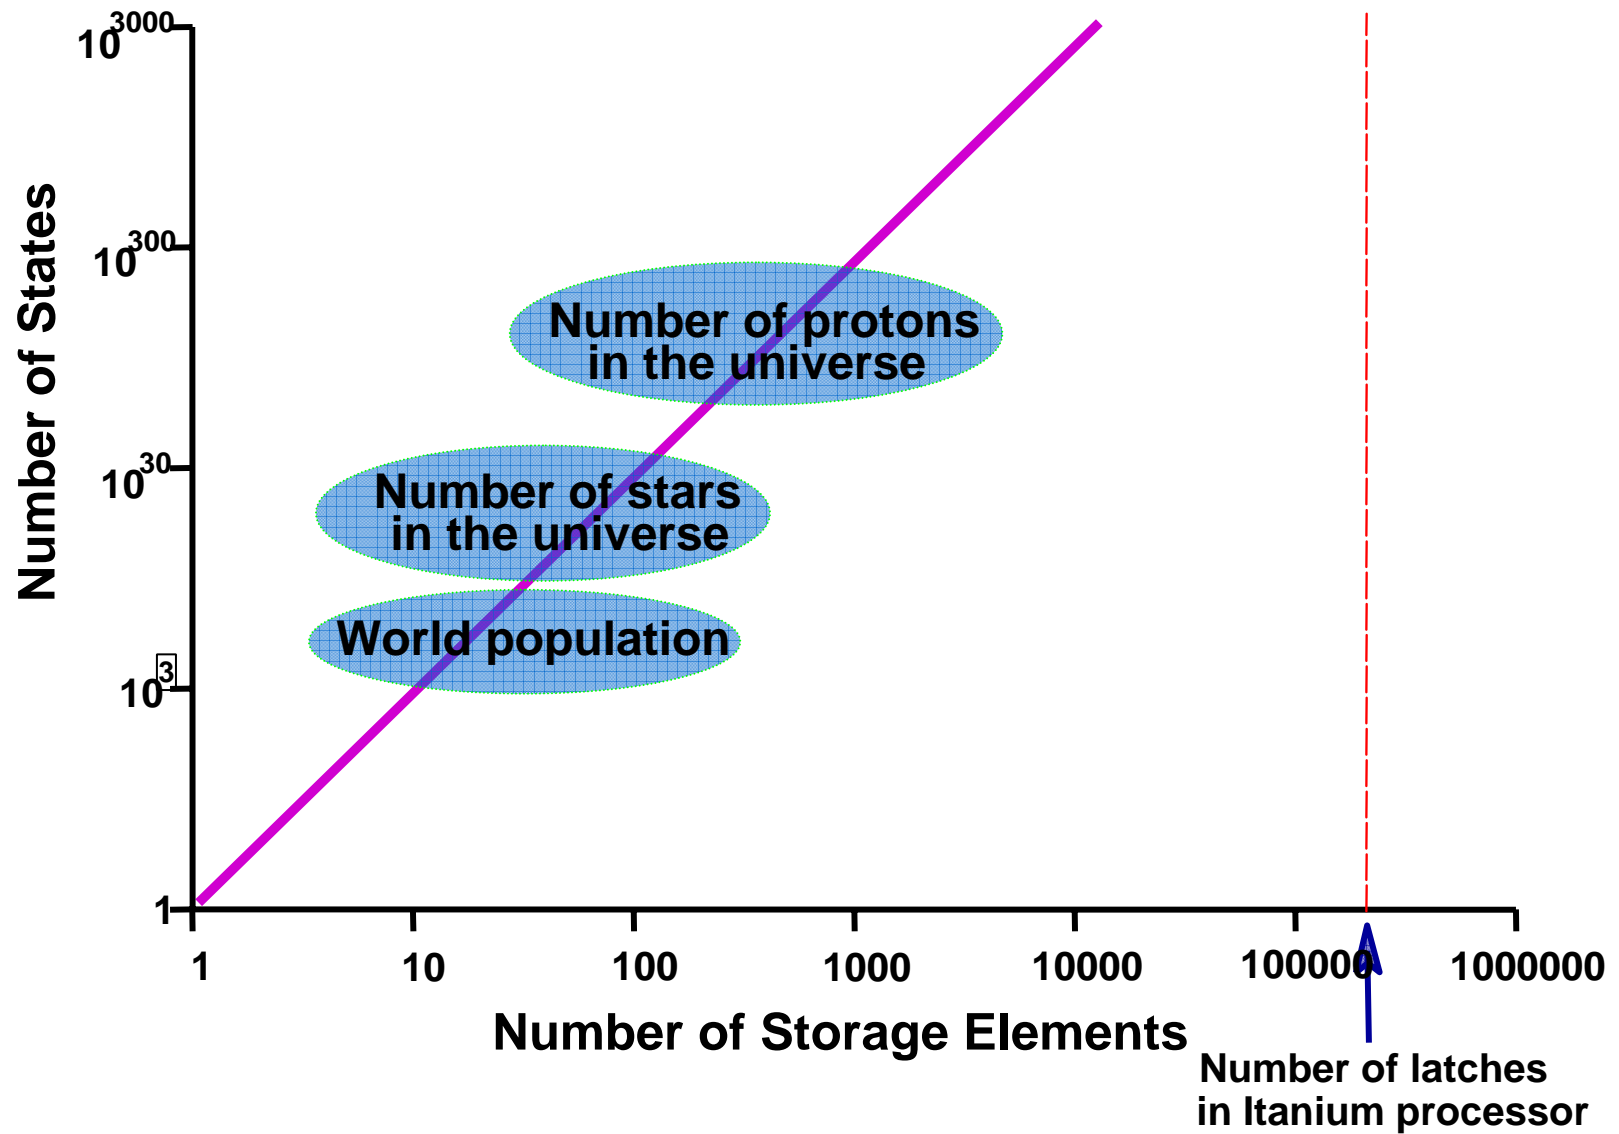 10^3000
10^300
10^30
10^3
1
Number of States
Number of protons
in the universe
Number of stars
in the universe
World population
1 10 100 1000 10000 100000 1000000
Number of Storage Elements
Number of latches
in Itanium processor